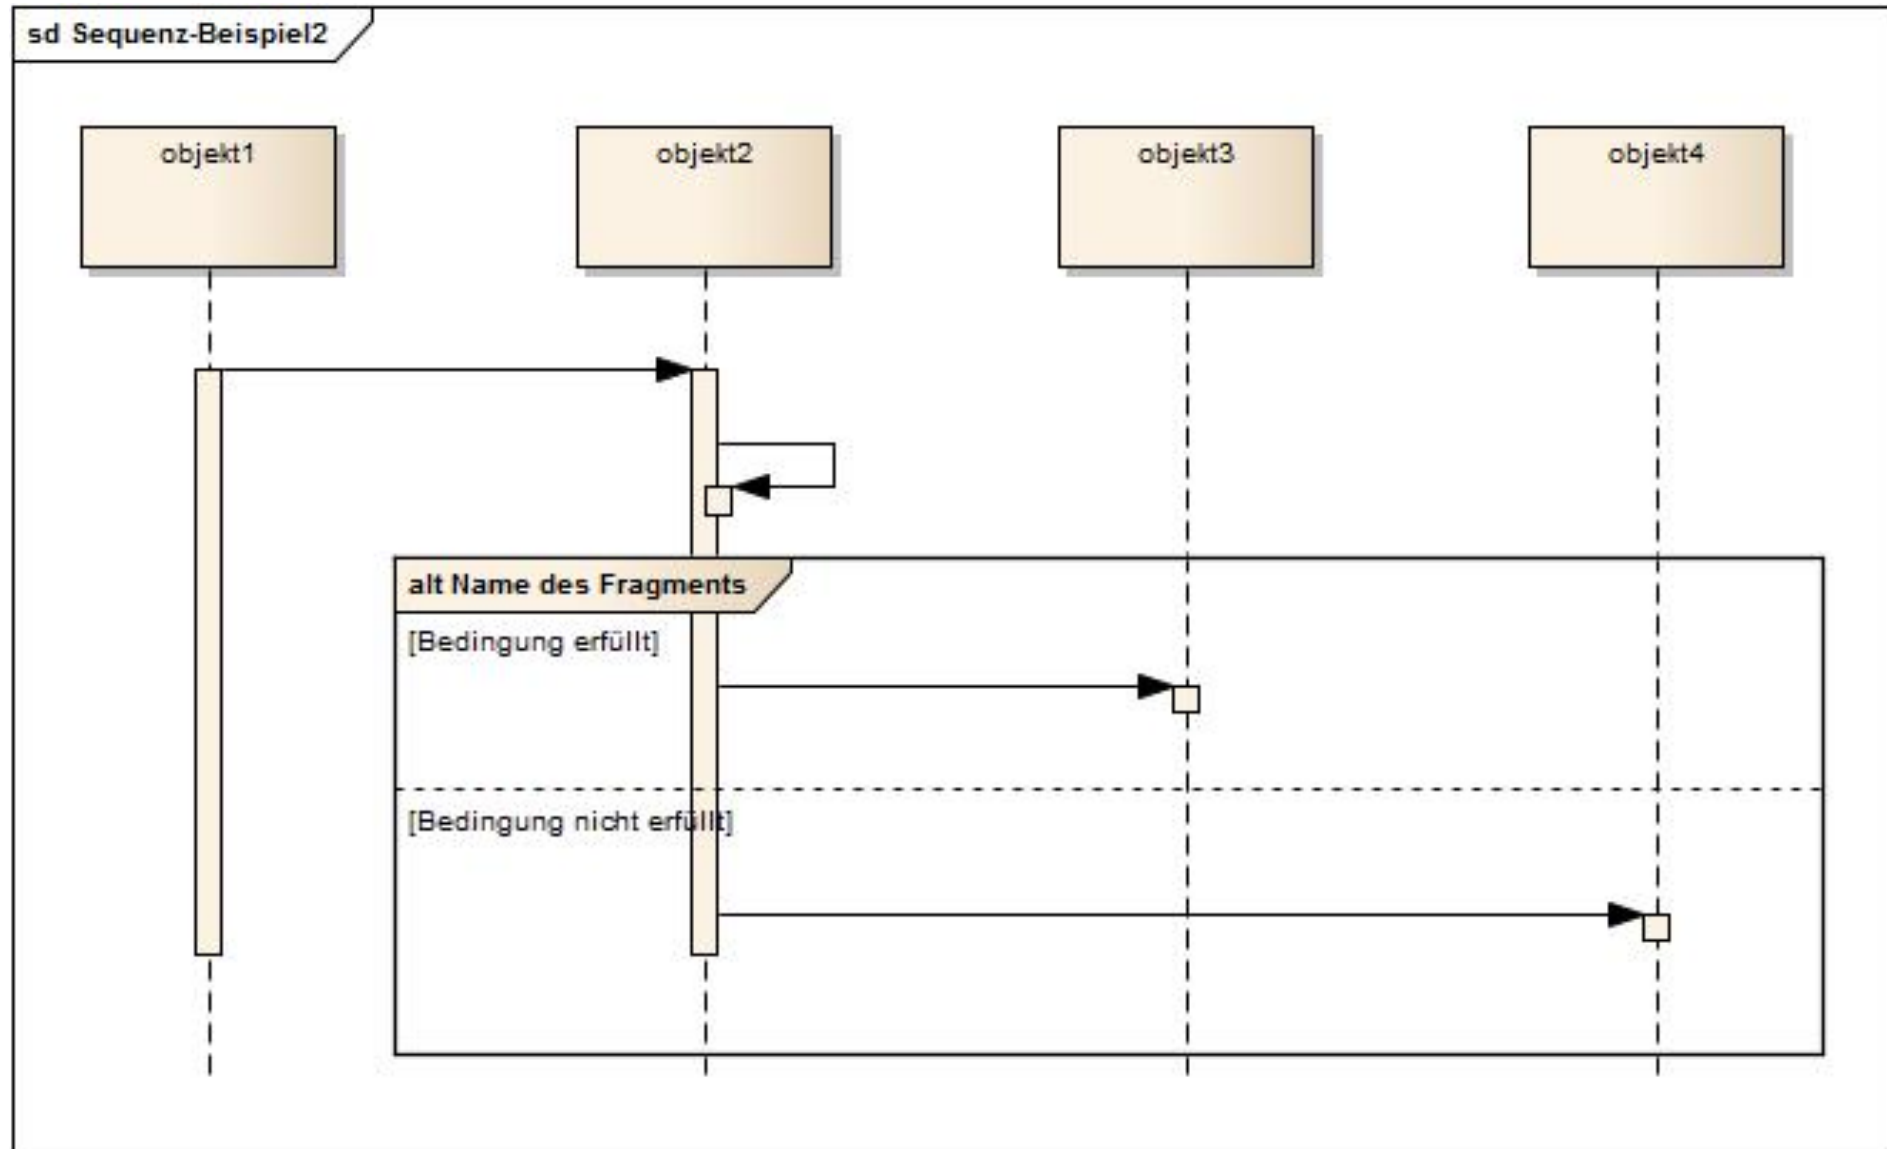 sd Sequenz-Beispiel2
objekt1
objekt2
objekt3
objekt4
alt Name des Fragments
[Bedingung erfüllt]
[Bedingung nicht erfüllt]